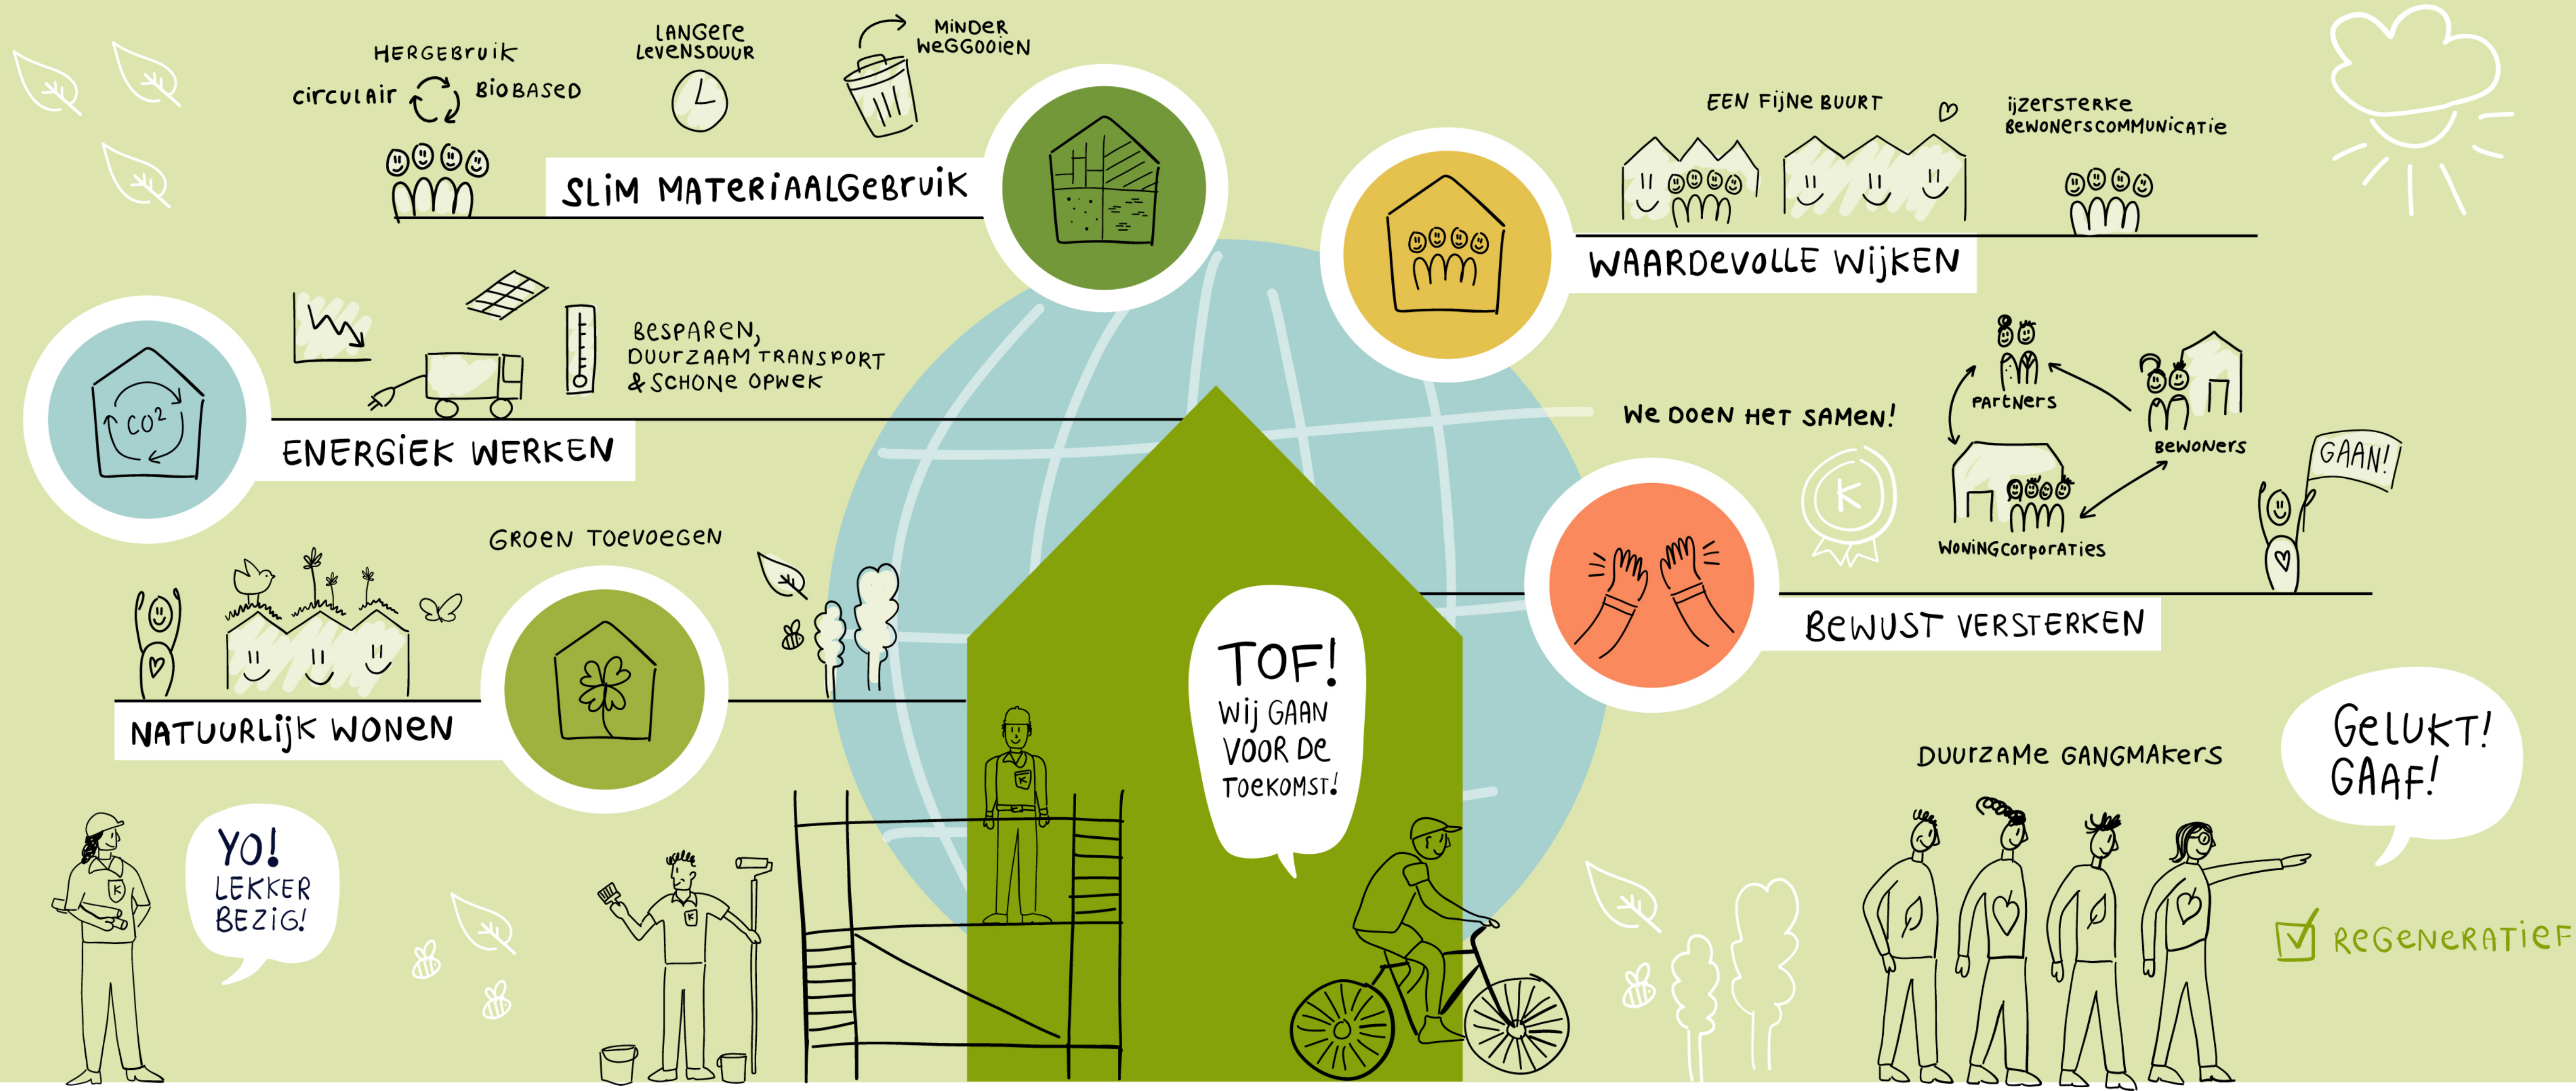 HERGEBRUIK
CIRCULAIR
BIOBASED
LANGERE
LEVENSDUUR
MINDER
WEGGOOIEN
SLIM MATERIAALGEBRUIK
EEN FIJNE BUURT
IJZERSTERKE
BEWONERSCOMMUNICATIE
WAARDEVOLLE WIJKEN
CO²
BESPAREN,
DUURZAAM TRANSPORT
& SCHONE OPWEK
ENERGIEK WERKEN
WE DOEN HET SAMEN!
PARTNERS
BEWONERS
WONINGCORPORATIES
GAAN!
K
BEWUST VERSTERKEN
GROEN TOEVOEGEN
NATUURLIJK WONEN
TOF!
WIJ GAAN
VOOR DE
TOEKOMST!
YO!
LEKKER
BEZIG!
K
K
K
DUURZAME GANGMAKERS
GELUKT!
GAAF!
REGENERATIEF